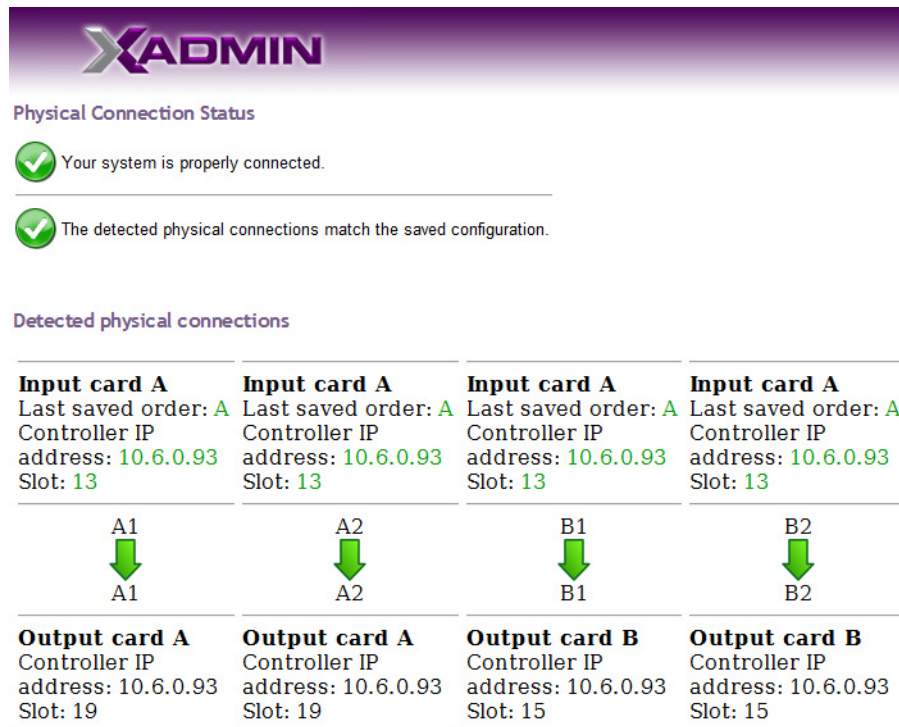 XADMIN
Physical Connection Status
Your system is properly connected.
The detected physical connections match the saved configuration.
Detected physical connections
Input card A Input card A Input card A Input card A
Last saved order: A Last saved order: A Last saved order: A Last saved order: A
Controller IP Controller IP Controller IP Controller IP
address: 10.6.0.93 address: 10.6.0.93 address: 10.6.0.93 address: 10.6.0.93
Slot: 13 Slot: 13 Slot: 13 Slot: 13
A1 A2 B1 B2
A1 A2 B1 B2
Output card A Output card A Output card B Output card B
Controller IP Controller IP Controller IP Controller IP
address: 10.6.0.93 address: 10.6.0.93 address: 10.6.0.93 address: 10.6.0.93
Slot: 19 Slot: 19 Slot: 15 Slot: 15